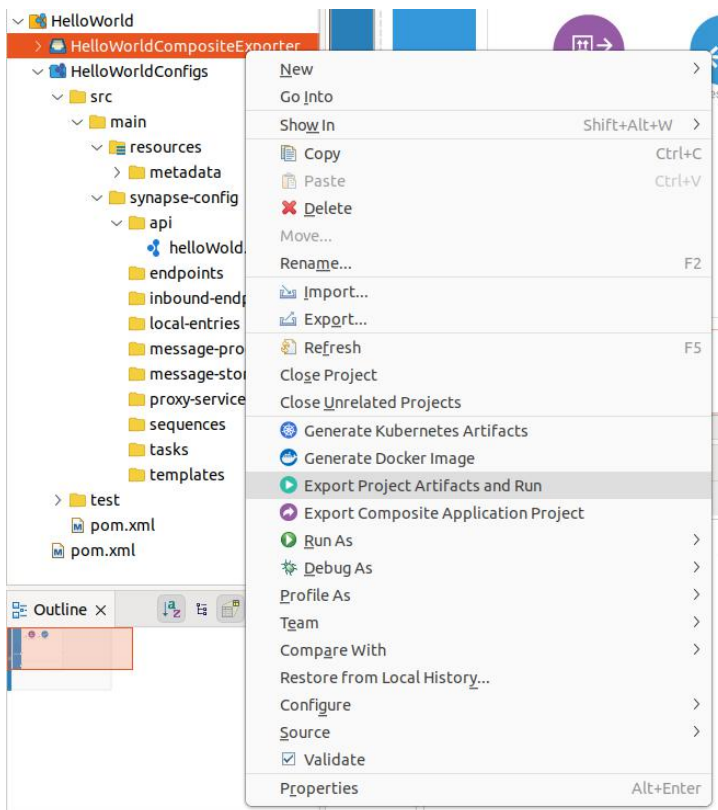 HelloWorld
HelloWorldCompositeExporter
HelloWorldConfigs
src
main
resources
metadata
synapse-config
api
helloWold.
endpoints
inbound-endp
local-entries
message-pro
message-stor
proxy-service
sequences
tasks
templates
test
pom.xml
pom.xml
Outline
New
Go Into
Show In Shift+Alt+W
Copy Ctrl+C
Paste Ctrl+V
Delete
Move...
Rename... F2
Import...
Export...
Refresh F5
Close Project
Close Unrelated Projects
Generate Kubernetes Artifacts
Generate Docker Image
Export Project Artifacts and Run
Export Composite Application Project
Run As
Debug As
Profile As
Team
Compare With
Restore from Local History...
Configure
Source
Validate
Properties Alt+Enter